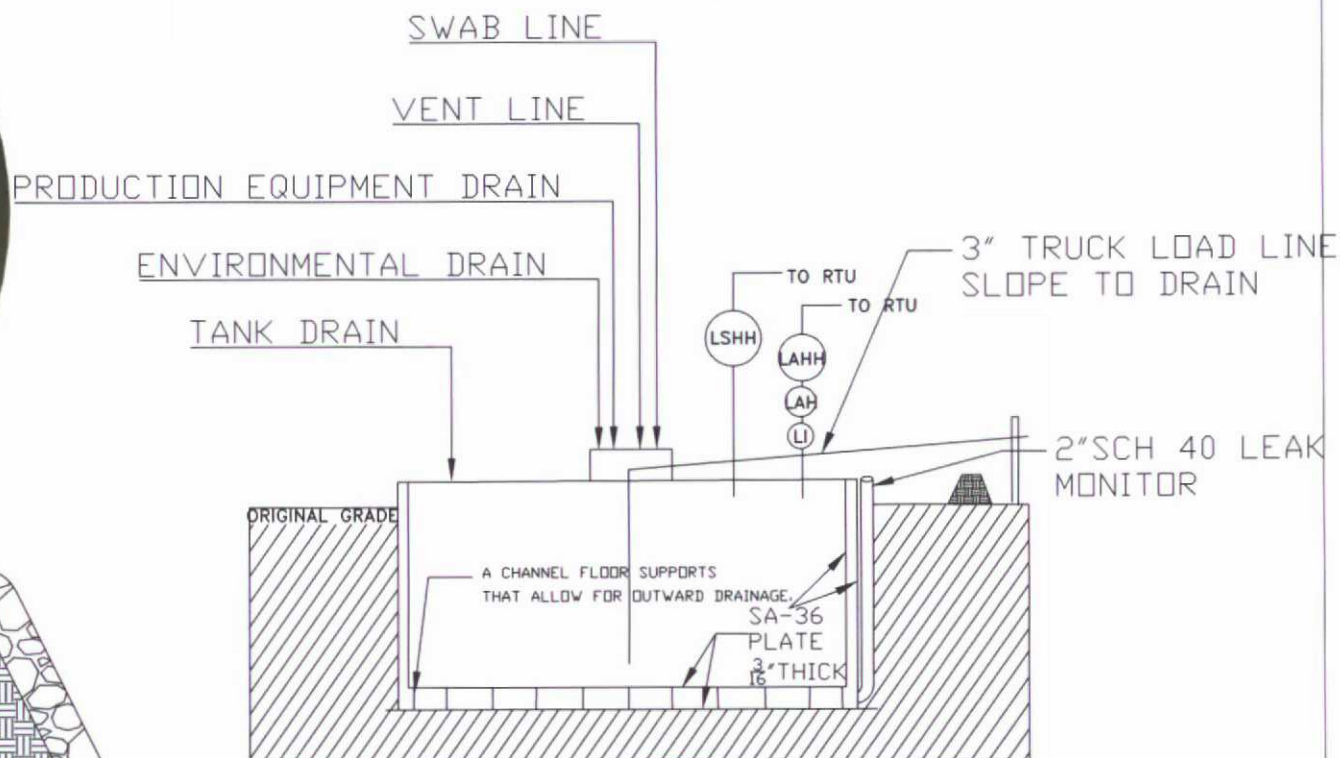 SWAB LINE
VENT LINE
PRODUCTION EQUIPMENT DRAIN
ENVIRONMENTAL DRAIN
TANK DRAIN
TO RTU
TO RTU
LSHH
LAHH
LAH
LI
3" TRUCK LOAD LINE
SLOPE TO DRAIN
2"SCH 40 LEAK
MONITOR
ORIGINAL GRADE
A CHANNEL FLOOR SUPPORTS
THAT ALLOW FOR OUTWARD DRAINAGE.
SA-36
PLATE
3/16"THICK